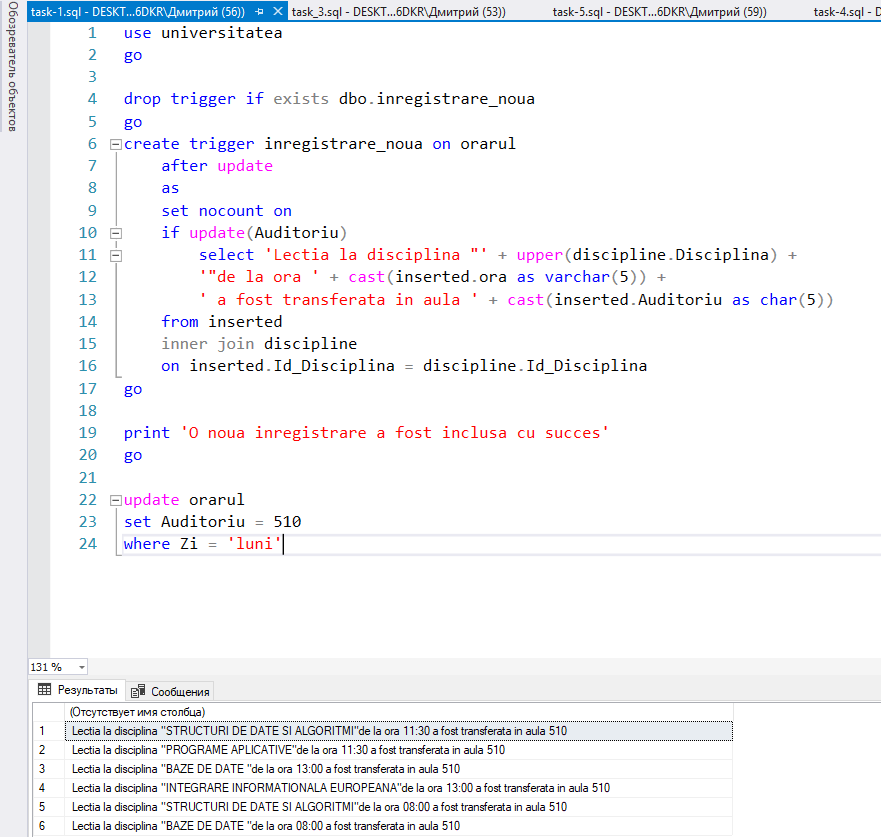 Обозреватель объектов
task-1.sql - DESKT...6DKR\Дмитрий (56)) task_3.sql - DESKT...6DKR\Дмитрий (53)) task-5.sql - DESKT...6DKR\Дмитрий (59)) task-4.sql - D
1 use universitatea
2 go
3
4 drop trigger if exists dbo.inregistrare_noua
5 go
6 create trigger inregistrare_noua on orarul
7 after update
8 as
9 set nocount on
10 if update(Auditoriu)
11 select 'Lectia la disciplina "' + upper(discipline.Disciplina) +
12 '"de la ora ' + cast(inserted.ora as varchar(5)) +
13 ' a fost transferata in aula ' + cast(inserted.Auditoriu as char(5))
14 from inserted
15 inner join discipline
16 on inserted.Id_Disciplina = discipline.Id_Disciplina
17 go
18
19 print 'O noua inregistrare a fost inclusa cu succes'
20 go
21
22 update orarul
23 set Auditoriu = 510
24 where Zi = 'luni'
131 %
Результаты Сообщения
(Отсутствует имя столбца)
1 Lectia la disciplina "STRUCTURI DE DATE SI ALGORITMI"de la ora 11:30 a fost transferata in aula 510
2 Lectia la disciplina "PROGRAME APLICATIVE"de la ora 11:30 a fost transferata in aula 510
3 Lectia la disciplina "BAZE DE DATE "de la ora 13:00 a fost transferata in aula 510
4 Lectia la disciplina "INTEGRARE INFORMATIONALA EUROPEANA"de la ora 13:00 a fost transferata in aula 510
5 Lectia la disciplina "STRUCTURI DE DATE SI ALGORITMI"de la ora 08:00 a fost transferata in aula 510
6 Lectia la disciplina "BAZE DE DATE "de la ora 08:00 a fost transferata in aula 510